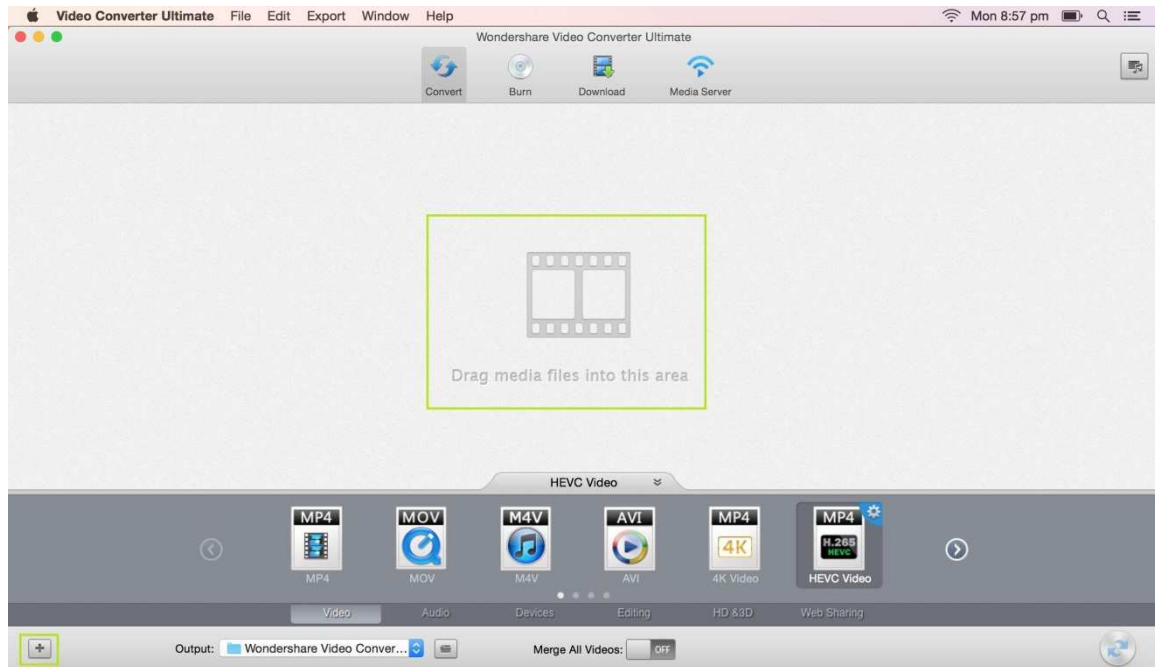 Video Converter Ultimate File Edit Export Window Help Mon 8:57 pm
Wondershare Video Converter Ultimate
Convert Burn Download Media Server
Drag media files into this area
HEVC Video
MP4 MOV M4V AVI MP4 MP4
4K H.265
HEVC
MP4 MOV M4V AVI 4K Video HEVC Video
Video Audio Devices Editing HD &3D Web Sharing
Output: Wondershare Video Conver... Merge All Videos: OFF